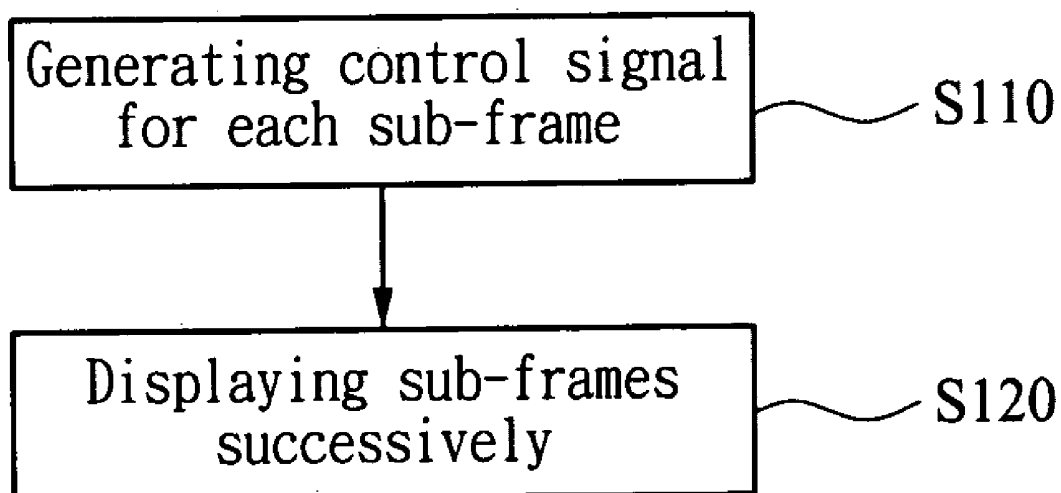 Generating control signal
for each sub-frame
S110
Displaying sub-frames
successively
S120